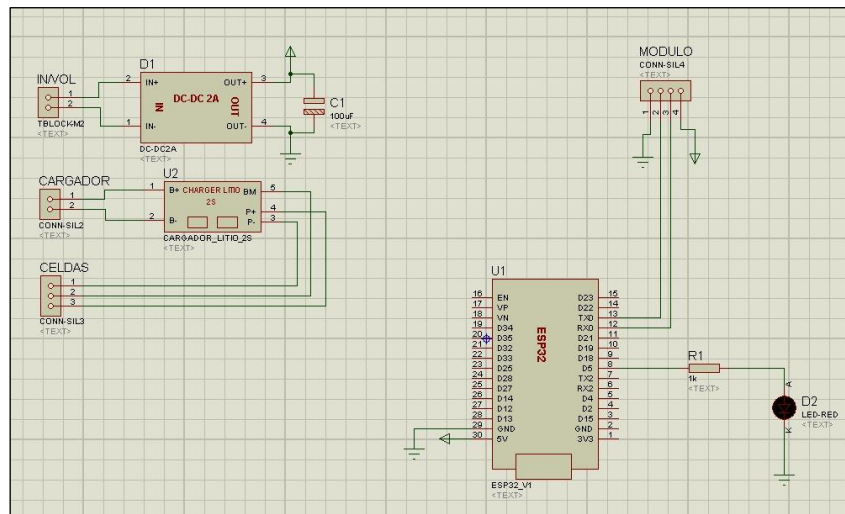 IN/VOL
1
2
TBLOCK-M2
<TEXT>
D1
2
IN+
1
IN-
IN
DC-DC 2A
OUT
OUT+
3
OUT-
4
DC-DC2A
<TEXT>
C1
100uF
<TEXT>
CARGADOR
1
2
CONN-SIL2
<TEXT>
U2
1
B+
CHARGER LITIO
2S
BM
5
P+
4
2
B-
P-
3
CARGADOR_LITIO_2S
<TEXT>
CELDAS
1
2
3
CONN-SIL3
<TEXT>
MODULO
CONN-SIL4
<TEXT>
1
2
3
4
U1
16 EN D23 15
17 VP D22 14
18 VN TXD 13
19 D34 RXD 12
20 D35 D21 11
21 D32 D19 10
22 D33 D18 9
23 D25 D5 8
24 D26 TX2 7
25 D27 RX2 6
26 D14 D4 5
27 D12 D2 4
28 D13 D15 3
29 GND GND 2
30 5V 3V3 1
ESP32
ESP32_V1
<TEXT>
R1
1k
<TEXT>
A
D2
LED-RED
<TEXT>
K